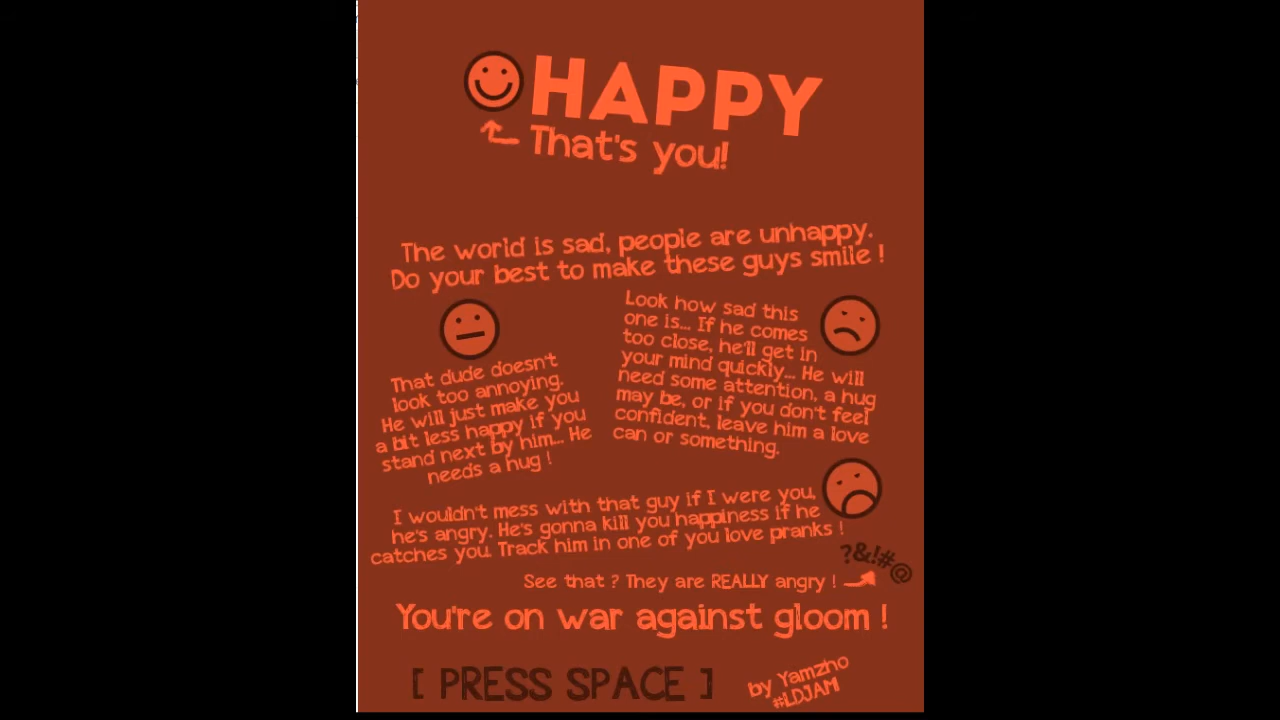 HAPPY
That's you!
The world is sad, people are unhappy.
Do your best to make these guys smile !
That dude doesn't
look too annoying.
He will just make you
a bit less happy if you
stand next by him... He
needs a hug !
Look how sad this
one is... If he comes
too close, he'll get in
your mind quickly... He will
need some attention, a hug
may be, or if you don't feel
confident, leave him a love
can or something.
I wouldn't mess with that guy if I were you,
he's angry. He's gonna kill you happiness if he
catches you. Track him in one of you love pranks !
?&!#@
See that ? They are REALLY angry !
You're on war against gloom !
[ PRESS SPACE ]
by Yamzho
#LDJAM